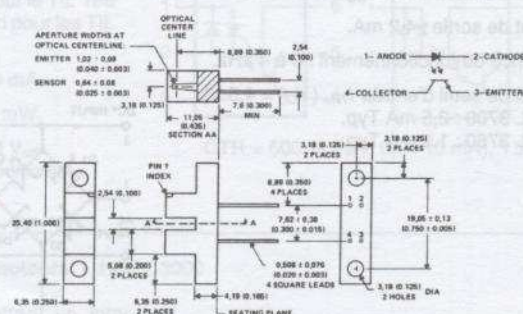 OPTICAL
CENTER
LINE
APERTURE WIDTHS AT
OPTICAL CENTERLINE:
EMITTER 1,02 ± 0,08
(0.040 ± 0.003)
SENSOR 0,64 ± 0,08
(0.025 ± 0.003)
3,18 (0.125)
8,89 (0.350)
2,54
(0.100)
7,6 (0.300)
MIN
11,05
(0.435)
SECTION AA
1– ANODE
2–CATHODE
4–COLLECTOR
3–EMITTER
PIN 1
INDEX
2,54 (0.100)
25,40 (1.000)
5,08 (0.200)
2 PLACES
6,35 (0.250)
6,35 (0.250)
2 PLACES
A
A
4,19 (0.165)
SEATING PLANE
3,18 (0.125)
2 PLACES
3,18 (0.125)
2 PLACES
8,89 (0.350)
4 PLACES
7,62 ± 0,38
(0.300 ± 0.015)
0,508 ± 0,076
(0.020 ± 0.003)
4 SQUARE LEADS
1 2
4 3
19,05 ± 0,13
(0.750 ± 0.005)
3,18 (0.125) DIA
2 HOLES